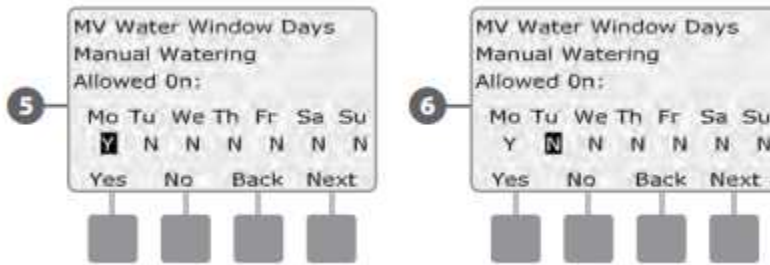 5
MV Water Window Days
Manual Watering
Allowed On:
Mo Tu We Th Fr Sa Su
Y N N N N N N
Yes No Back Next
6
MV Water Window Days
Manual Watering
Allowed On:
Mo Tu We Th Fr Sa Su
Y N N N N N N
Yes No Back Next